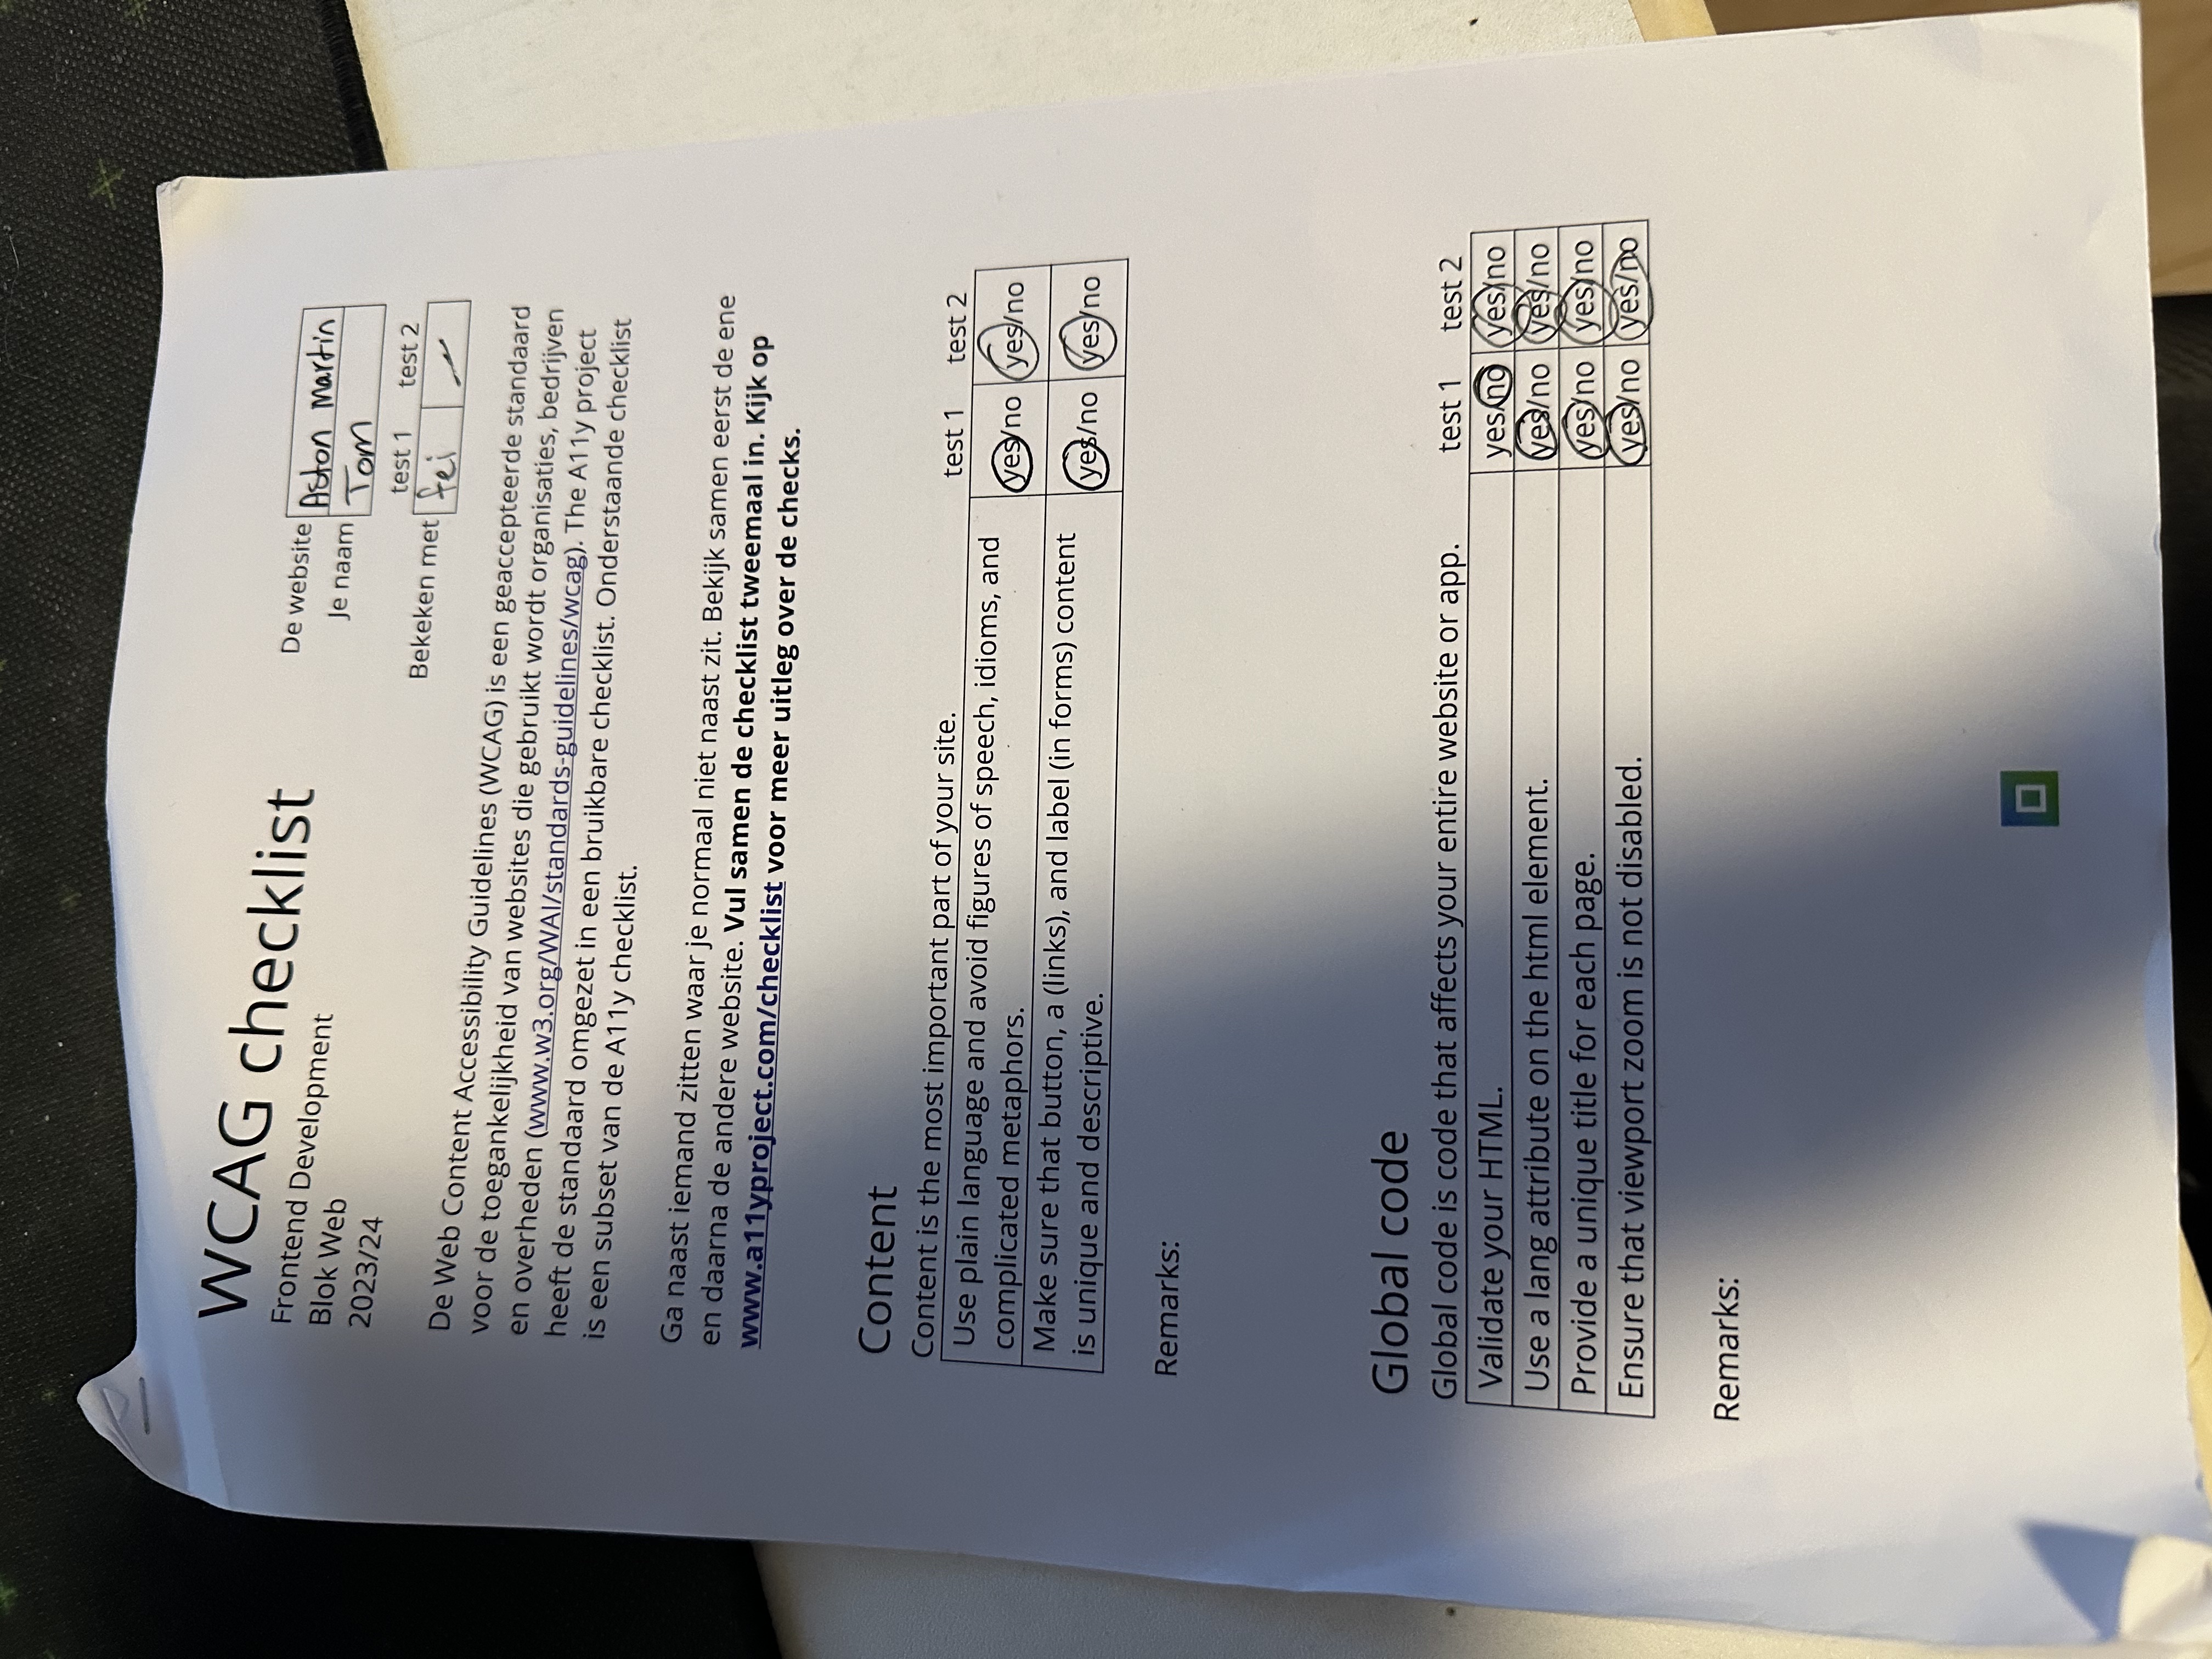 WCAG checklist
Frontend Development
Blok Web
2023/24
De website Aston Martin
Je naam Tom
test 1 test 2
Bekeken met fei —
De Web Content Accessibility Guidelines (WCAG) is een geaccepteerde standaard
voor de toegankelijkheid van websites die gebruikt wordt organisaties, bedrijven
en overheden (www.w3.org/WAI/standards-guidelines/wcag). The A11y project
heeft de standaard omgezet in een bruikbare checklist. Onderstaande checklist
is een subset van de A11y checklist.
Ga naast iemand zitten waar je normaal niet naast zit. Bekijk samen eerst de ene
en daarna de andere website. Vul samen de checklist tweemaal in. Kijk op
www.a11yproject.com/checklist voor meer uitleg over de checks.
Content
Content is the most important part of your site. test 1 test 2
Use plain language and avoid figures of speech, idioms, and
complicated metaphors. yes/no yes/no
Make sure that button, a (links), and label (in forms) content
is unique and descriptive. yes/no yes/no
Remarks:
Global code
Global code is code that affects your entire website or app. test 1 test 2
Validate your HTML. yes/no yes/no
Use a lang attribute on the html element. yes/no yes/no
Provide a unique title for each page. yes/no yes/no
Ensure that viewport zoom is not disabled. yes/no yes/no
Remarks: